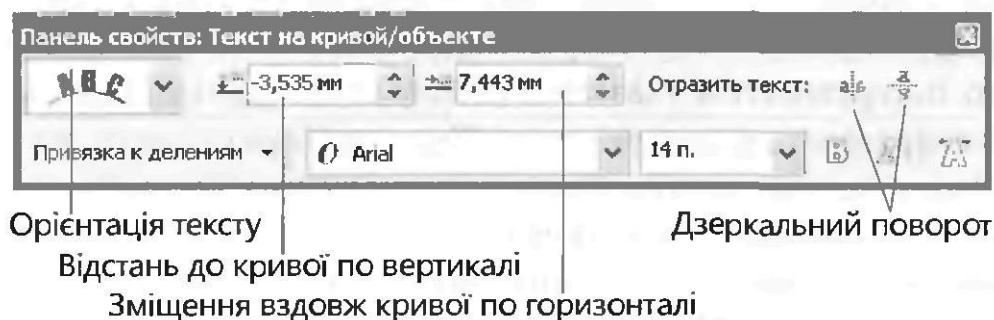 Панель свойств: Текст на кривой/объекте
АВС -3,535 мм 7,443 мм Отразить текст:
Привязка к делениям Arial 14 п.
Орієнтація тексту
Дзеркальний поворот
Відстань до кривої по вертикалі
Зміщення вздовж кривої по горизонталі